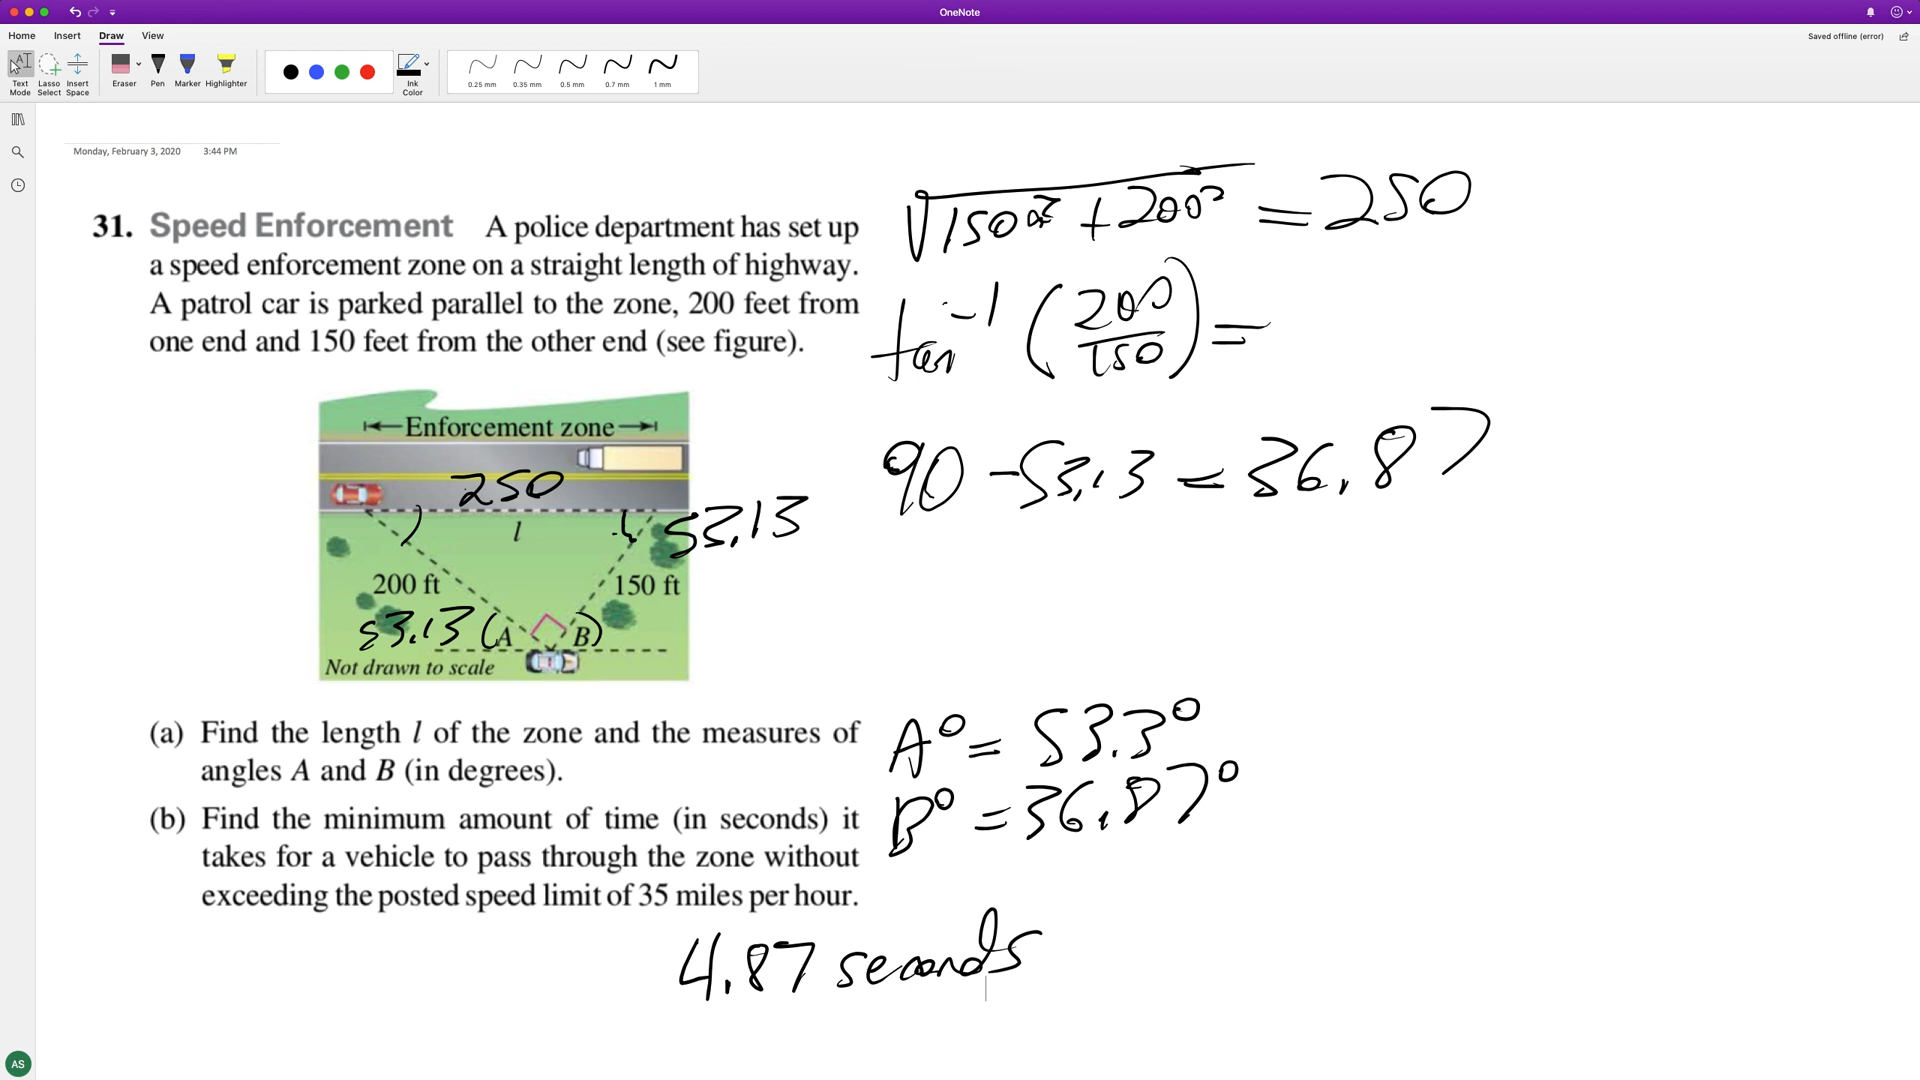 OneNote
Home Insert Draw View
Saved offline (error)
Text Mode
Lasso Select
Insert Space
Eraser
Pen
Marker
Highlighter
Ink Color
0.25 mm
0.35 mm
0.5 mm
0.7 mm
1 mm
Monday, February 3, 2020 3:44 PM
31. Speed Enforcement A police department has set up
a speed enforcement zone on a straight length of highway.
A patrol car is parked parallel to the zone, 200 feet from
one end and 150 feet from the other end (see figure).
Enforcement zone
250
l
53.13
200 ft
150 ft
53.13 (A
B)
Not drawn to scale
(a) Find the length l of the zone and the measures of
angles A and B (in degrees).
(b) Find the minimum amount of time (in seconds) it
takes for a vehicle to pass through the zone without
exceeding the posted speed limit of 35 miles per hour.
√150² + 200² = 250
tan⁻¹ (200/150) =
90 - 53.13 = 36.87
A° = 53.3°
B° = 36.87°
4.87 seconds
AS